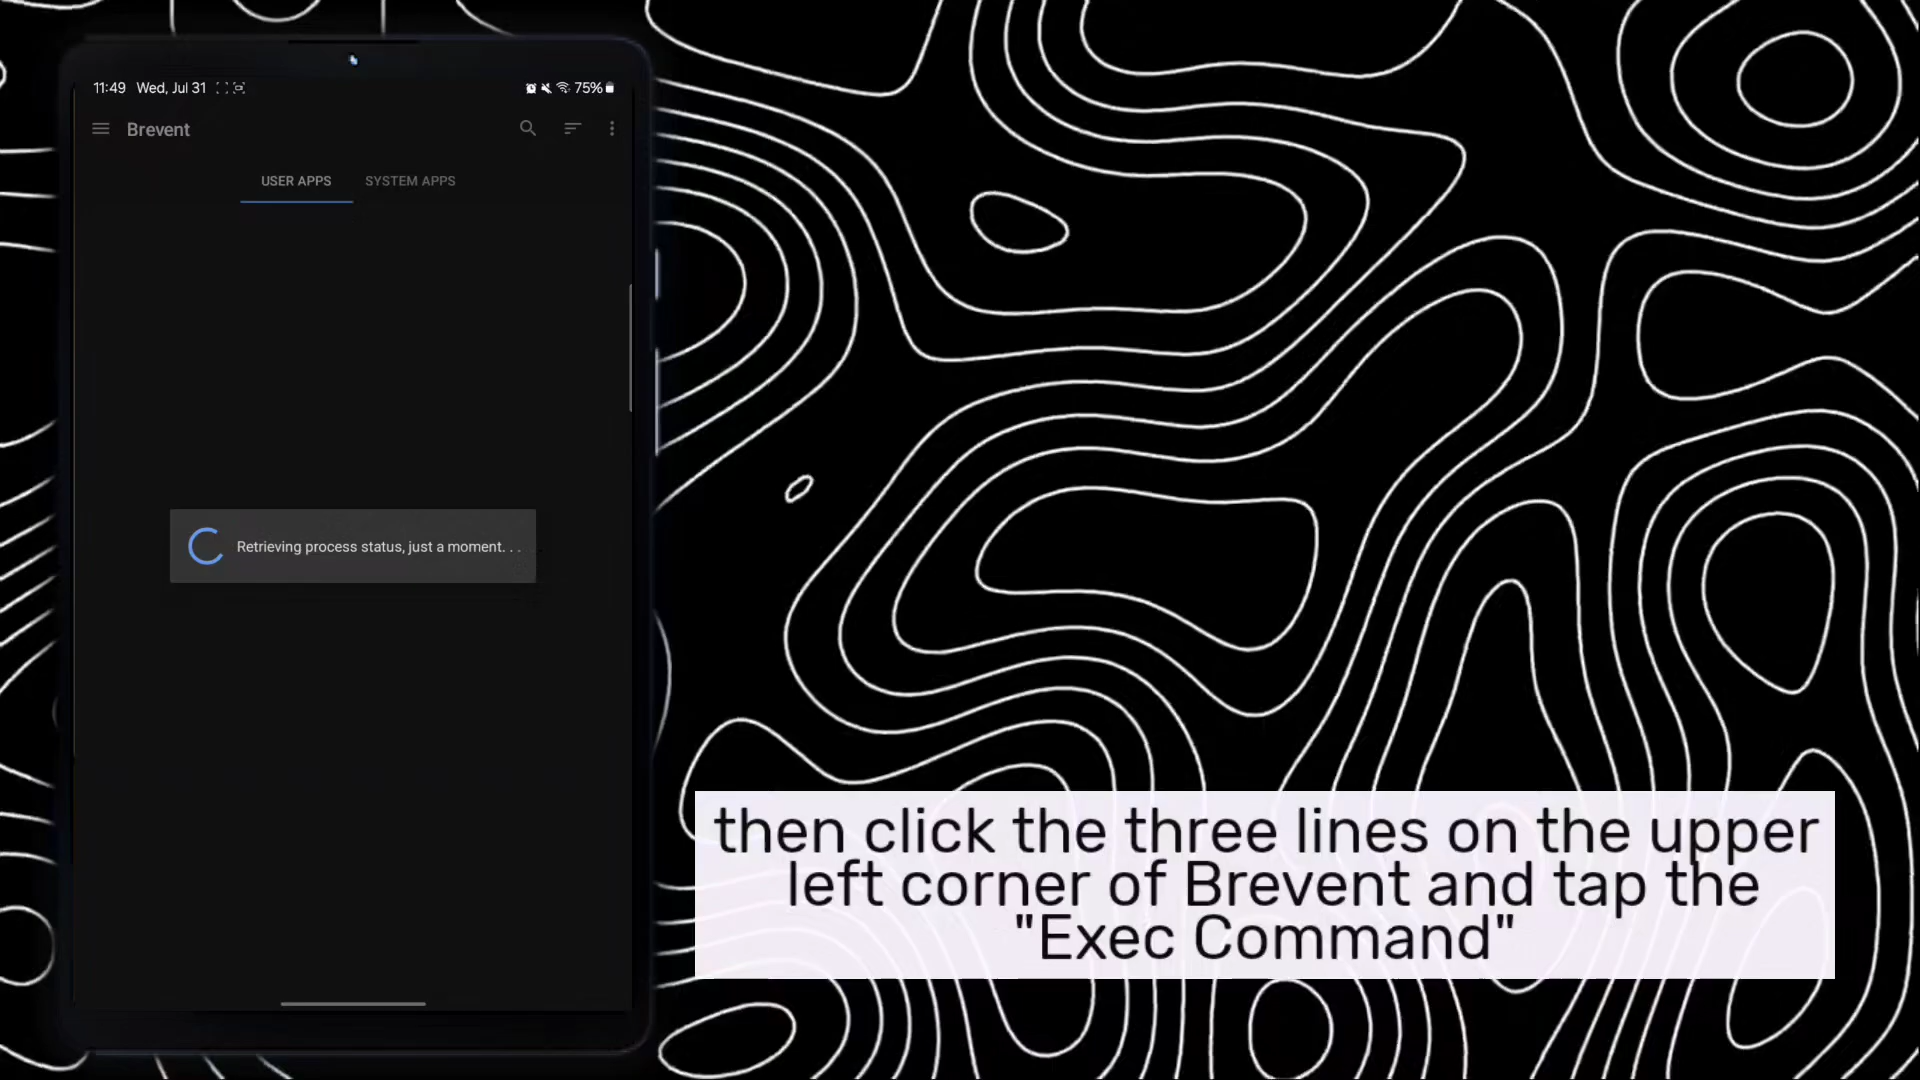 11:49 Wed, Jul 31
75%
Brevent
USER APPS
SYSTEM APPS
Retrieving process status, just a moment. . .
then click the three lines on the upper
left corner of Brevent and tap the
"Exec Command"